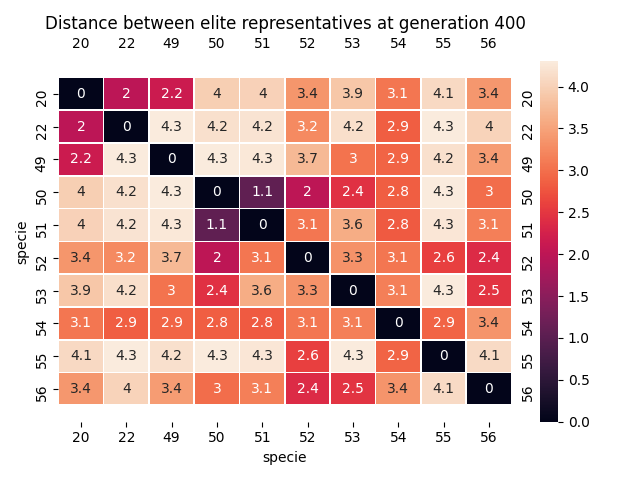 Distance between elite representatives at generation 400
20 22 49 50 51 52 53 54 55 56
20 0 2 2.2 4 4 3.4 3.9 3.1 4.1 3.4 20
22 2 0 4.3 4.2 4.2 3.2 4.2 2.9 4.3 4 22
49 2.2 4.3 0 4.3 4.3 3.7 3 2.9 4.2 3.4 49
50 4 4.2 4.3 0 1.1 2 2.4 2.8 4.3 3 50
51 4 4.2 4.3 1.1 0 3.1 3.6 2.8 4.3 3.1 51
52 3.4 3.2 3.7 2 3.1 0 3.3 3.1 2.6 2.4 52
53 3.9 4.2 3 2.4 3.6 3.3 0 3.1 4.3 2.5 53
54 3.1 2.9 2.9 2.8 2.8 3.1 3.1 0 2.9 3.4 54
55 4.1 4.3 4.2 4.3 4.3 2.6 4.3 2.9 0 4.1 55
56 3.4 4 3.4 3 3.1 2.4 2.5 3.4 4.1 0 56
20 22 49 50 51 52 53 54 55 56
specie
specie
4.0
3.5
3.0
2.5
2.0
1.5
1.0
0.5
0.0